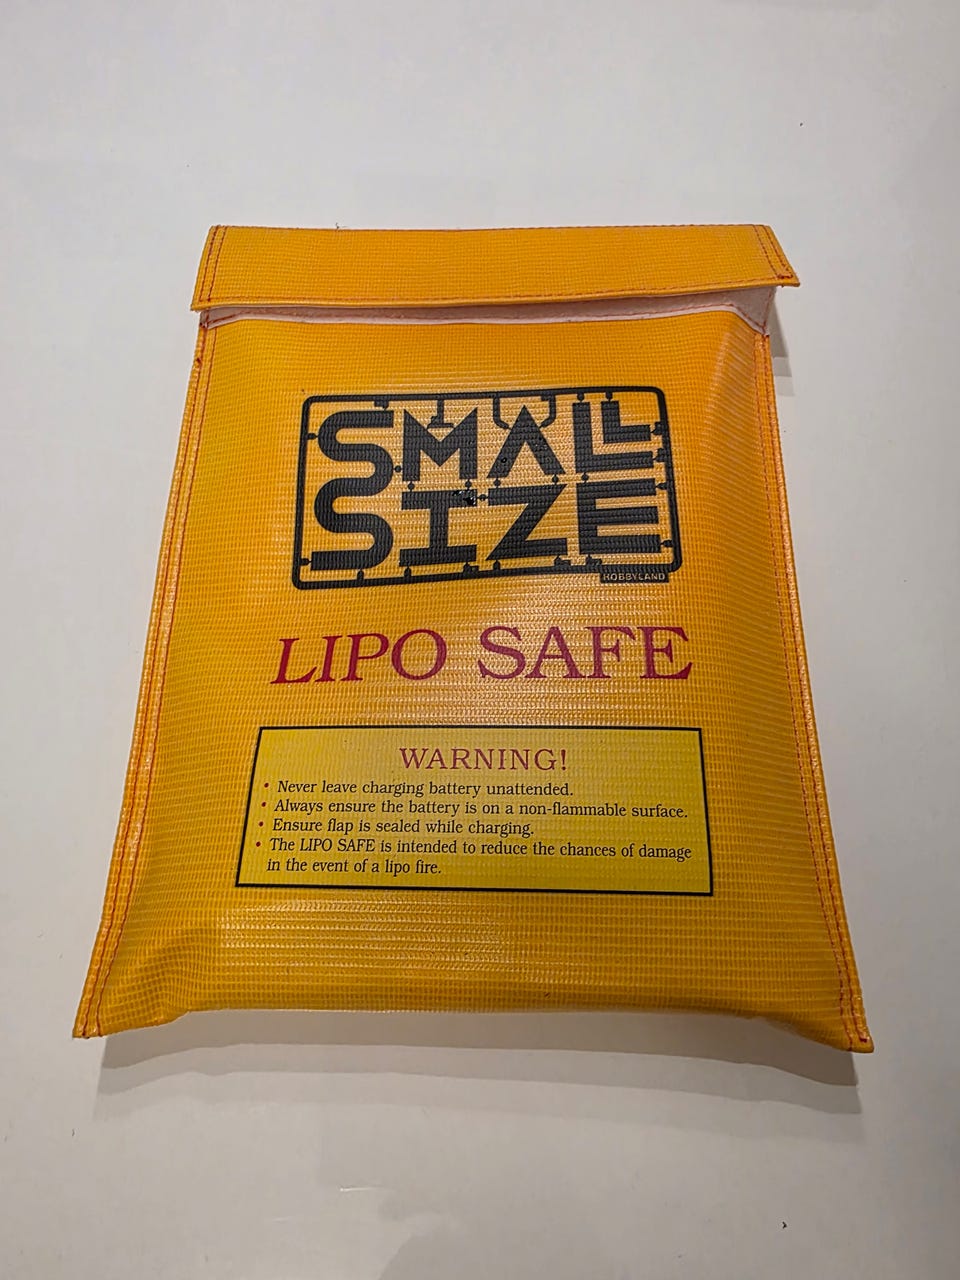 SMALL
SIZE
HOBBYLAND
LIPO SAFE
WARNING!
• Never leave charging battery unattended.
• Always ensure the battery is on a non-flammable surface.
• Ensure flap is sealed while charging.
• The LIPO SAFE is intended to reduce the chances of damage
in the event of a lipo fire.